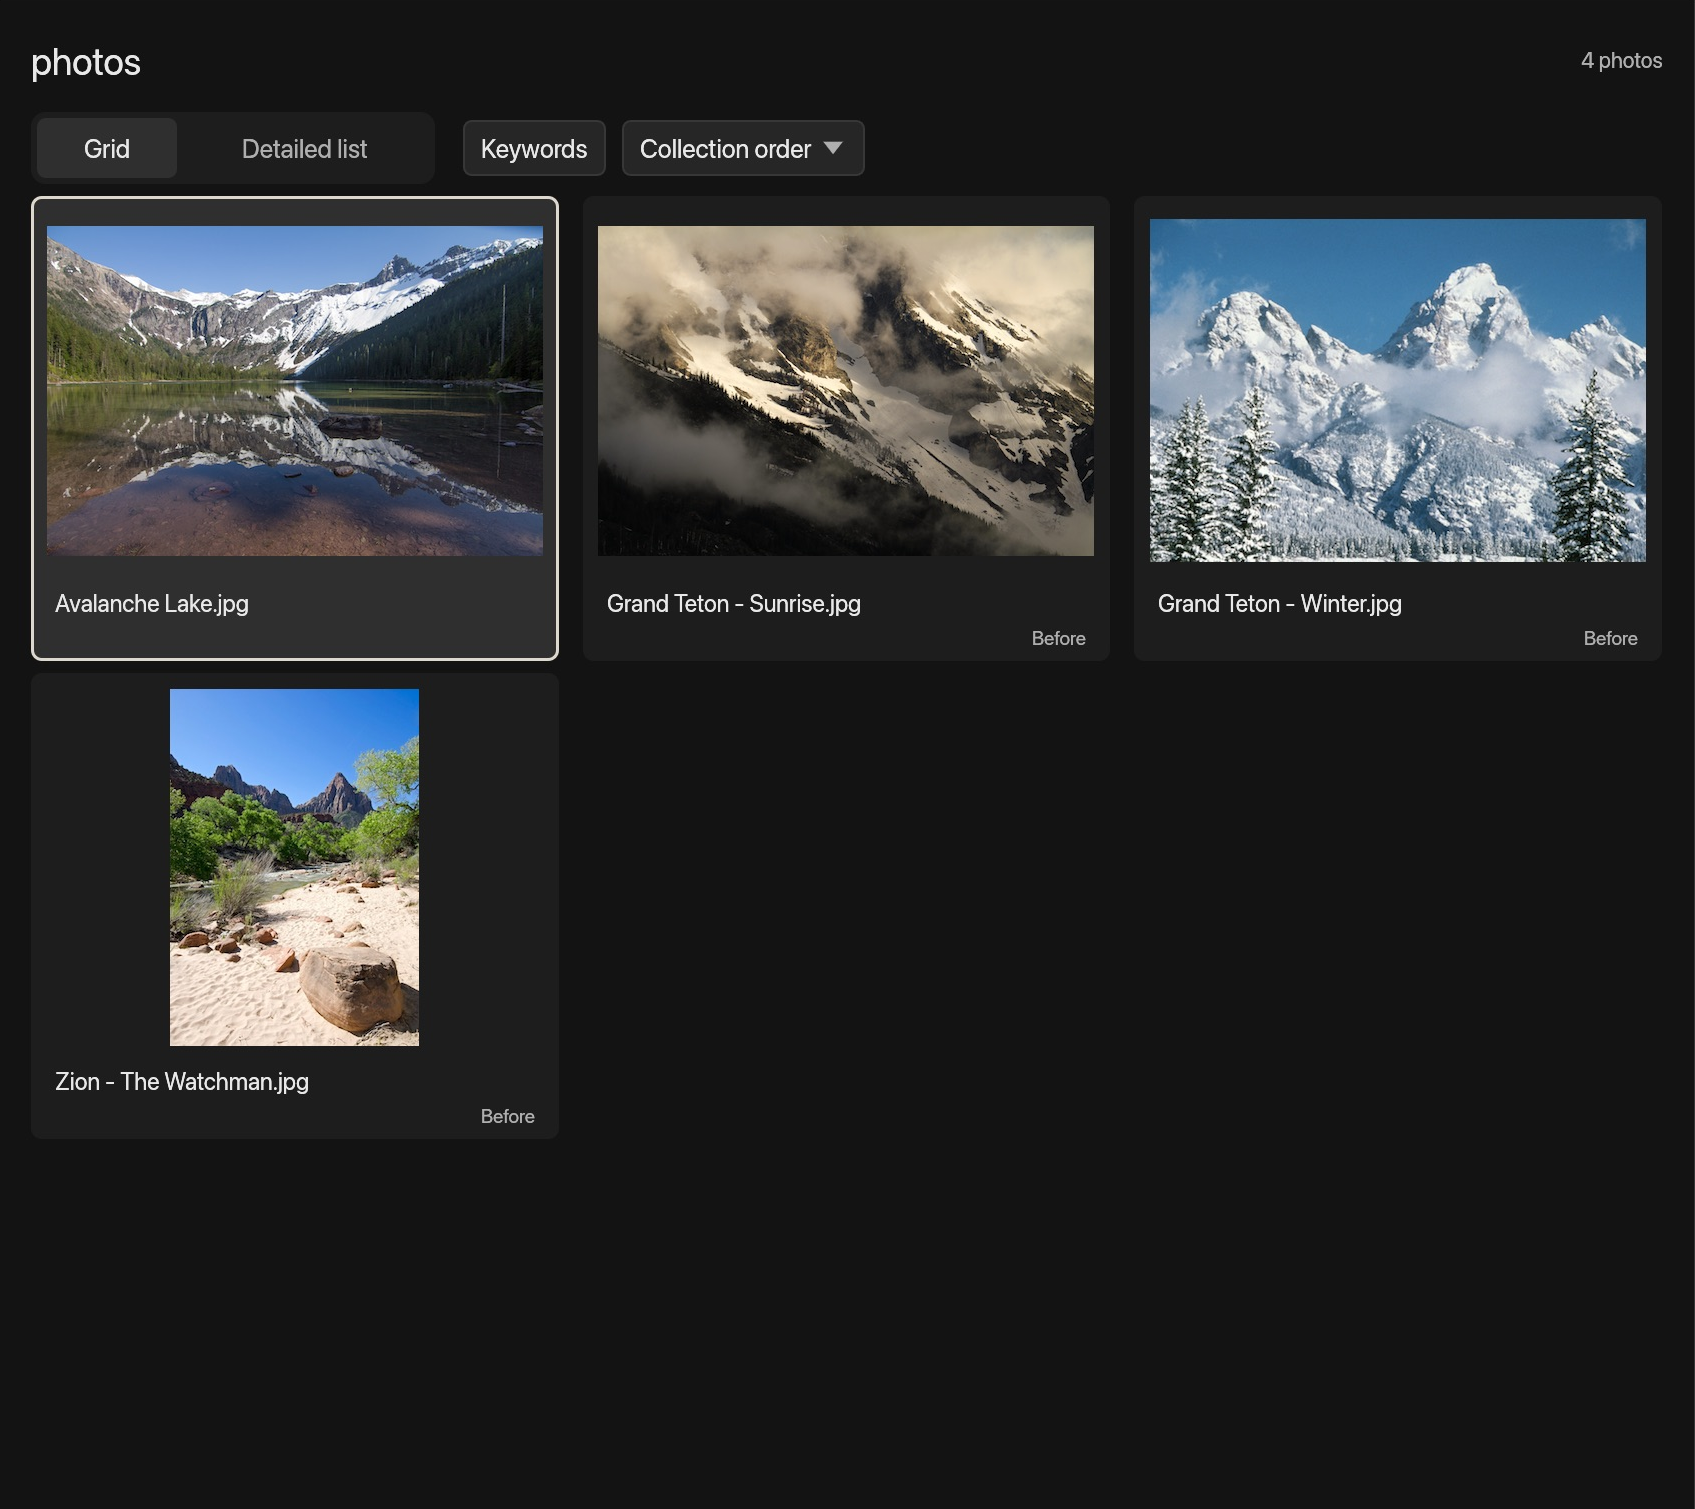 photos
4 photos
Grid
Detailed list
Keywords
Collection order
Avalanche Lake.jpg
Grand Teton - Sunrise.jpg
Before
Grand Teton - Winter.jpg
Before
Zion - The Watchman.jpg
Before